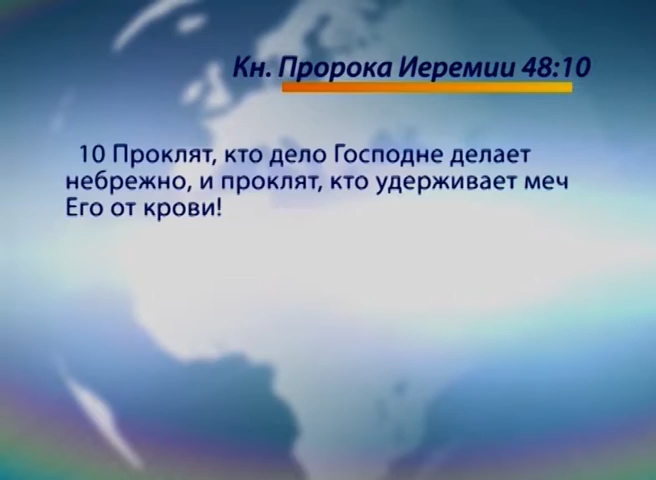 Кн. Пророка Иеремии 48:10
10 Проклят, кто дело Господне делает
небрежно, и проклят, кто удерживает меч
Его от крови!